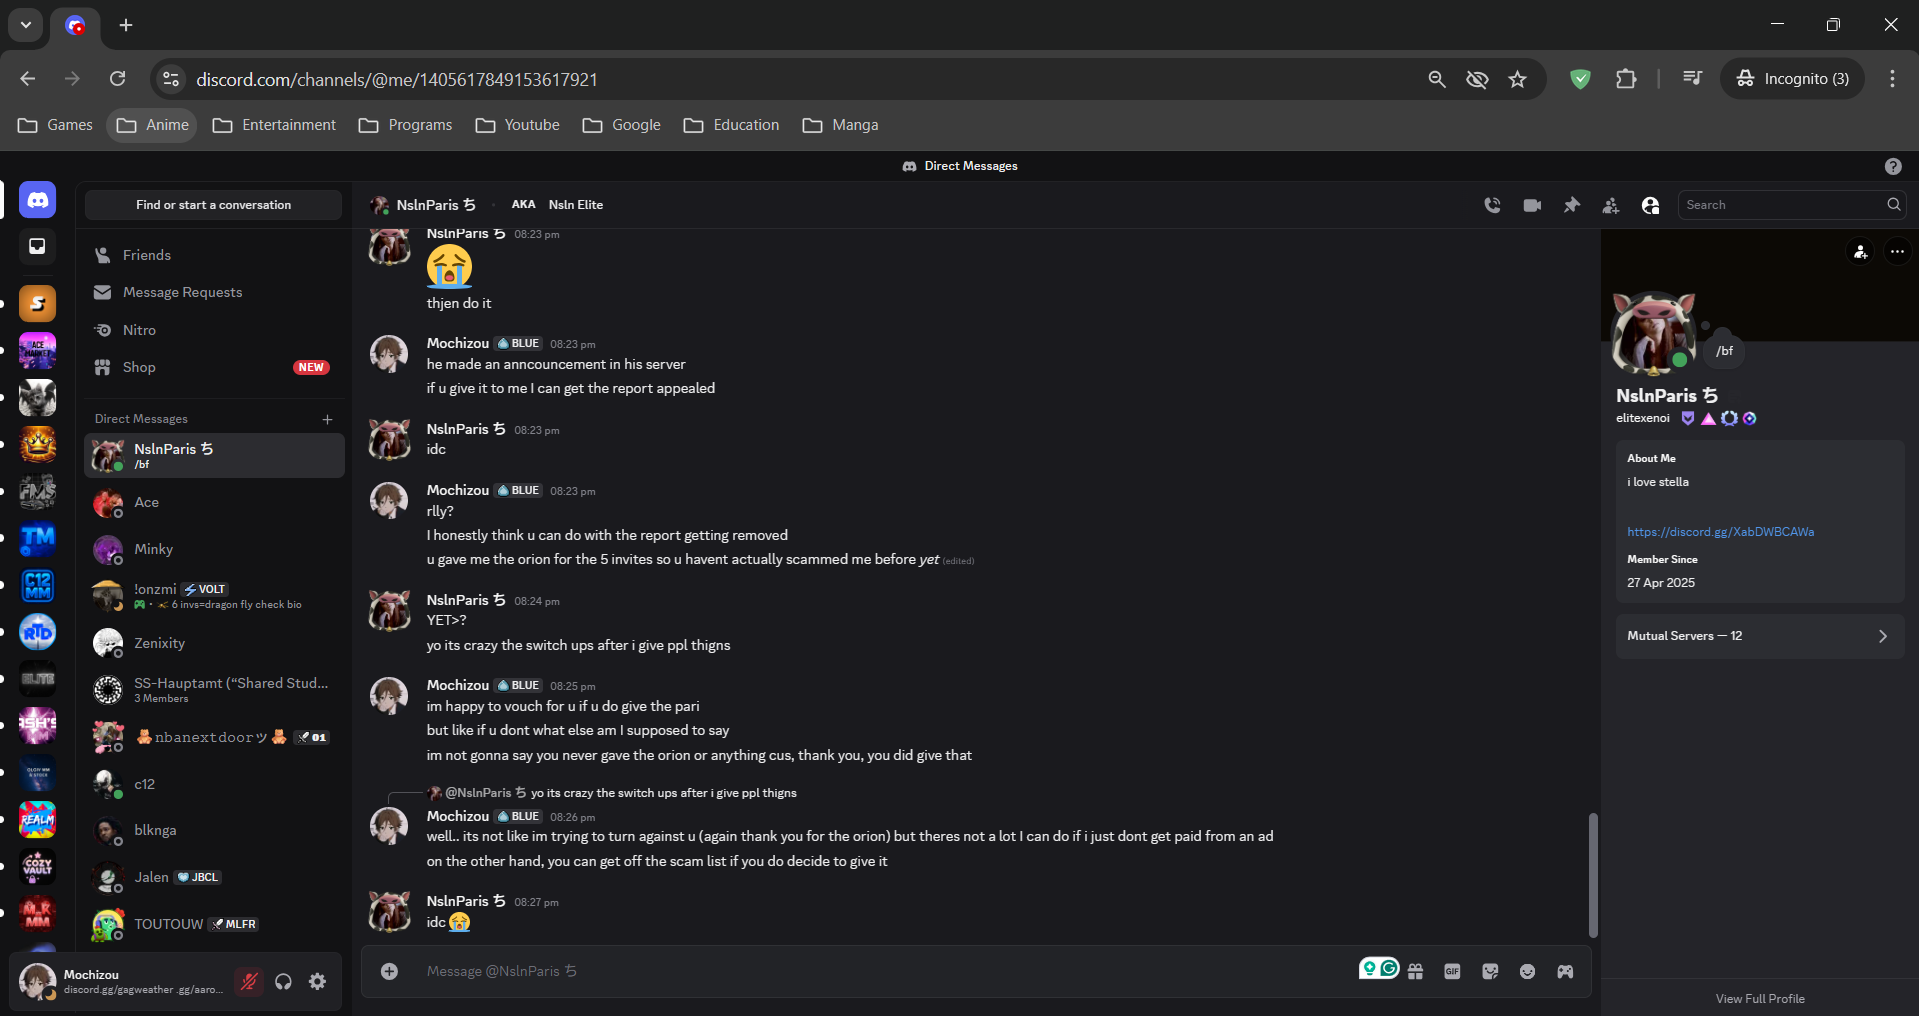 discord.com/channels/@me/1405617849153617921
Incognito (3)
Games
Anime
Entertainment
Programs
Youtube
Google
Education
Manga
Direct Messages
Find or start a conversation
Friends
Message Requests
Nitro
Shop
NEW
Direct Messages
NslnParis ち
/bf
Ace
Minky
!onzmi VOLT
6 invs=dragon fly check bio
Zenixity
SS-Hauptamt (“Shared Stud...
3 Members
🧸nbanextdoorツ🧸 01
c12
blknga
Jalen JBCL
TOUTOUW MLFR
Mochizou
discord.gg/gagweather .gg/aaro...
S
ACE
MARKET
FMS
TM
C12
MM
RTD
ELITE
ASH'S
REALM
COZY
VAULT
MM
NslnParis ち
AKA Nsln Elite
Search
NslnParis ち 08:23 pm
😭
thjen do it
Mochizou BLUE 08:23 pm
he made an anncouncement in his server
if u give it to me I can get the report appealed
NslnParis ち 08:23 pm
idc
Mochizou BLUE 08:23 pm
rlly?
I honestly think u can do with the report getting removed
u gave me the orion for the 5 invites so u havent actually scammed me before yet (edited)
NslnParis ち 08:24 pm
YET>?
yo its crazy the switch ups after i give ppl thigns
Mochizou BLUE 08:25 pm
im happy to vouch for u if u do give the pari
but like if u dont what else am I supposed to say
im not gonna say you never gave the orion or anything cus, thank you, you did give that
@NslnParis ち yo its crazy the switch ups after i give ppl thigns
Mochizou BLUE 08:26 pm
well.. its not like im trying to turn against u (again thank you for the orion) but theres not a lot I can do if i just dont get paid from an ad
on the other hand, you can get off the scam list if you do decide to give it
NslnParis ち 08:27 pm
idc 😭
Message @NslnParis ち
GIF
/bf
NslnParis ち
elitexenoi
About Me
i love stella
https://discord.gg/XabDWBCAWa
Member Since
27 Apr 2025
Mutual Servers — 12
View Full Profile